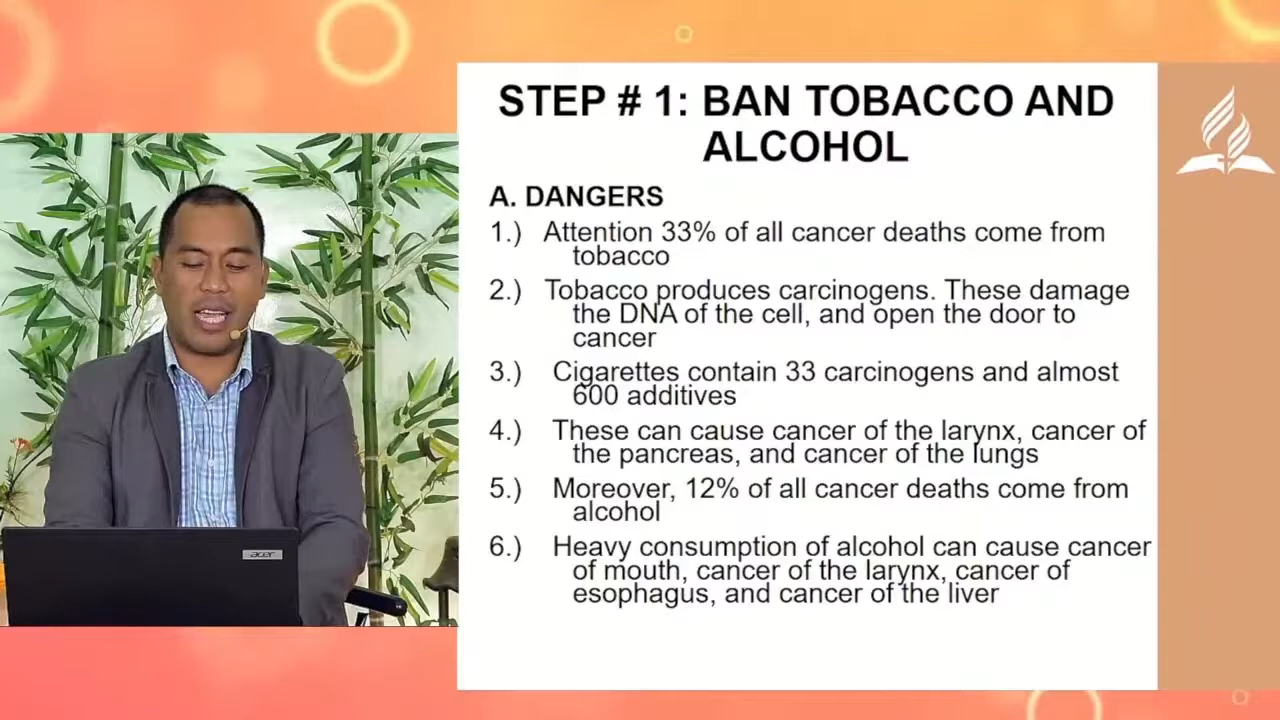 STEP # 1: BAN TOBACCO AND
ALCOHOL
A. DANGERS
1.) Attention 33% of all cancer deaths come from
tobacco
2.) Tobacco produces carcinogens. These damage
the DNA of the cell, and open the door to
cancer
3.) Cigarettes contain 33 carcinogens and almost
600 additives
4.) These can cause cancer of the larynx, cancer of
the pancreas, and cancer of the lungs
5.) Moreover, 12% of all cancer deaths come from
alcohol
6.) Heavy consumption of alcohol can cause cancer
of mouth, cancer of the larynx, cancer of
esophagus, and cancer of the liver
acer